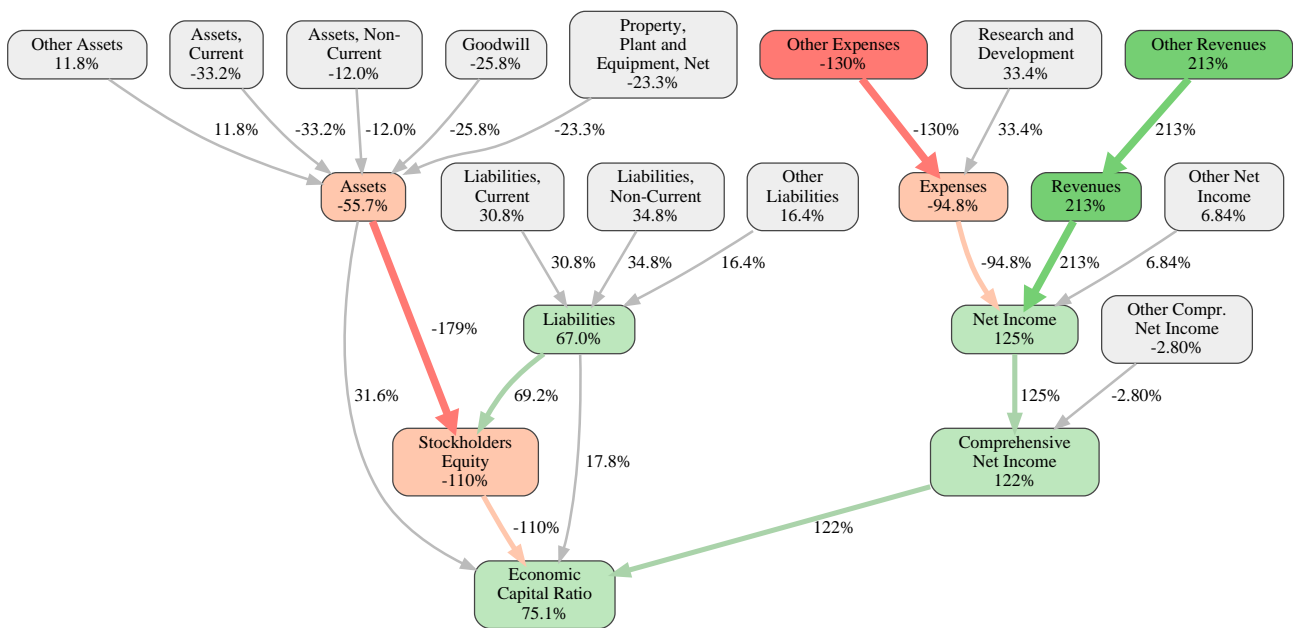 Other Assets
11.8%
Assets,
Current
-33.2%
Assets, Non-
Current
-12.0%
Goodwill
-25.8%
Property,
Plant and
Equipment, Net
-23.3%
Other Expenses
-130%
Research and
Development
33.4%
Other Revenues
213%
11.8%
-33.2%
-12.0%
-25.8%
-23.3%
-130%
33.4%
213%
Assets
-55.7%
Liabilities,
Current
30.8%
Liabilities,
Non-Current
34.8%
Other
Liabilities
16.4%
Expenses
-94.8%
Revenues
213%
Other Net
Income
6.84%
30.8%
34.8%
16.4%
-94.8%
213%
6.84%
-179%
Liabilities
67.0%
Net Income
125%
Other Compr.
Net Income
-2.80%
31.6%
69.2%
125%
-2.80%
Stockholders
Equity
-110%
17.8%
Comprehensive
Net Income
122%
-110%
122%
Economic
Capital Ratio
75.1%